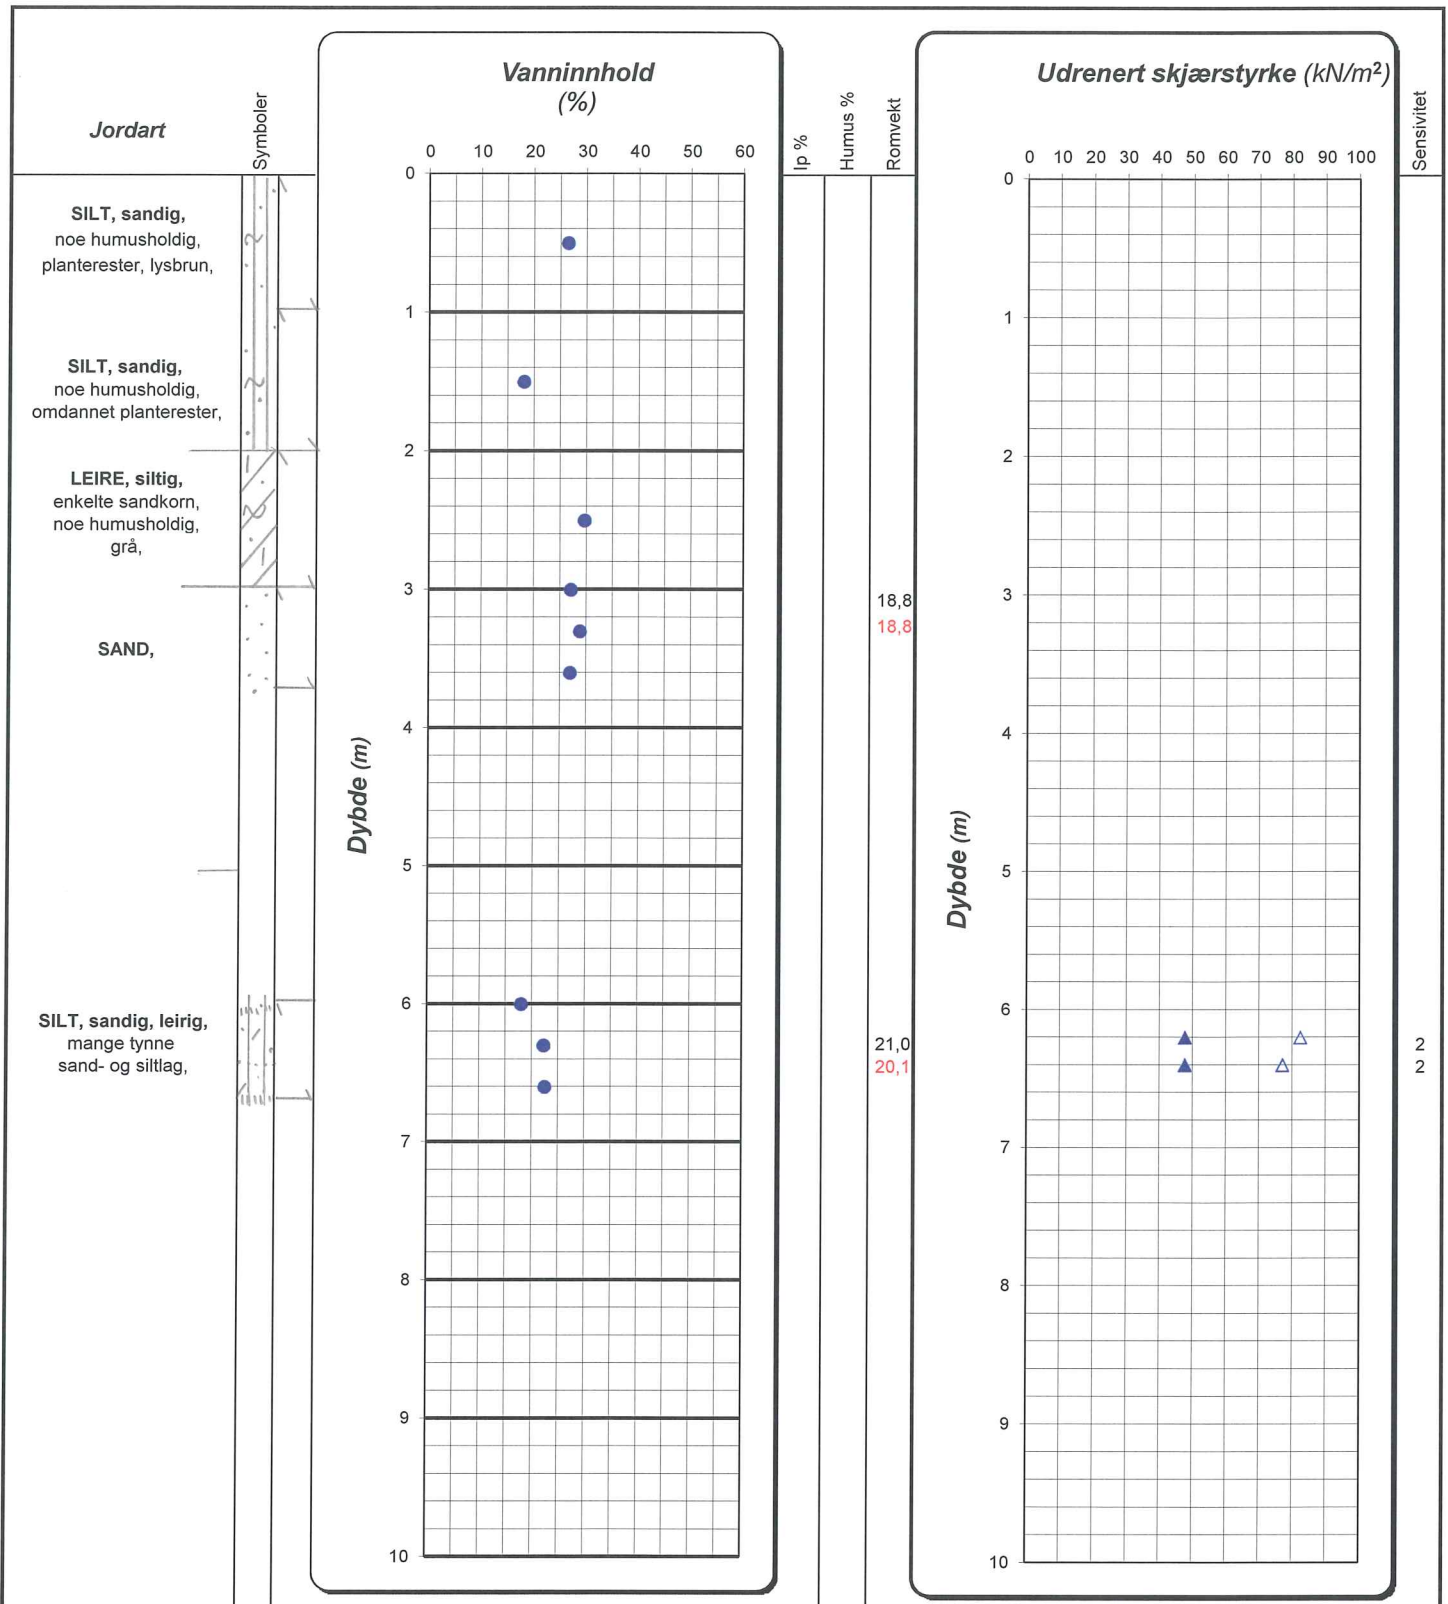 Jordart
Symboler
Vanninnhold
(%)
Ip %
Humus %
Romvekt
Udrenert skjærstyrke (kN/m²)
Sensivitet
0 10 20 30 40 50 60
0 10 20 30 40 50 60 70 80 90 100
SILT, sandig,
noe humusholdig,
planterester, lysbrun,
SILT, sandig,
noe humusholdig,
omdannet planterester,
LEIRE, siltig,
enkelte sandkorn,
noe humusholdig,
grå,
SAND,
SILT, sandig, leirig,
mange tynne
sand- og siltlag,
Dybde (m)
0
1
2
3
4
5
6
7
8
9
10
18,8
18,8
21,0
20,1
Dybde (m)
0
1
2
3
4
5
6
7
8
9
10
2
2